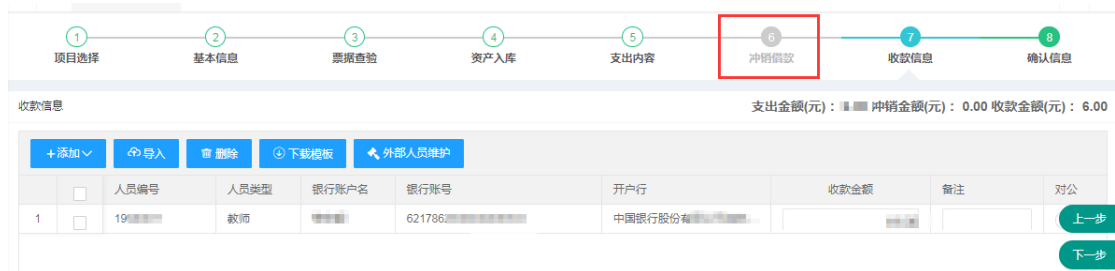 1 2 3 4 5 6 7 8
项目选择 基本信息 票据查验 资产入库 支出内容 冲销借款 收款信息 确认信息
收款信息 支出金额(元)： 冲销金额(元)： 0.00 收款金额(元)： 6.00
+添加 导入 删除 下载模板 外部人员维护
人员编号 人员类型 银行账户名 银行账号 开户行 收款金额 备注 对公
1 19 教师 6217862 中国银行股份有 上一步
下一步